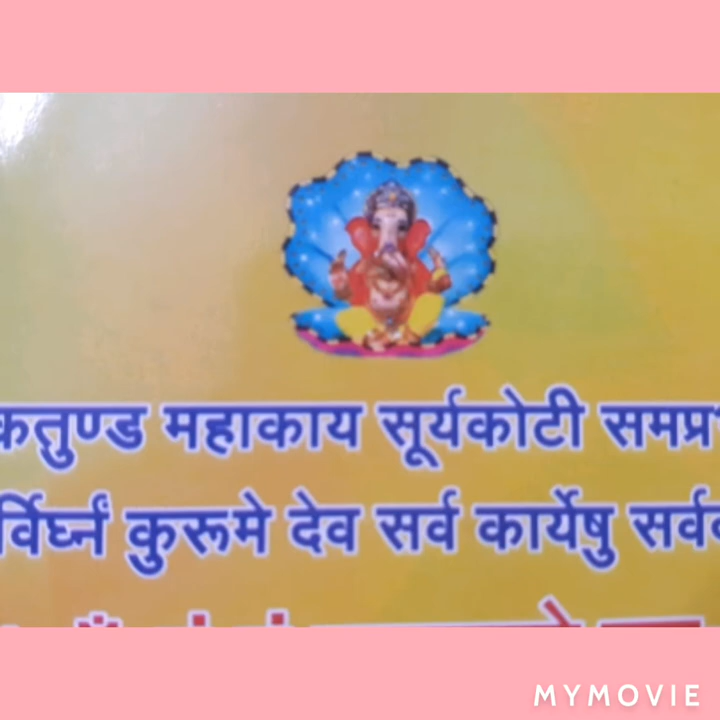 कतुण्ड महाकाय सूर्यकोटी समप्र
र्विघ्नं कुरूमे देव सर्व कार्येषु सर्व
MYMOVIE